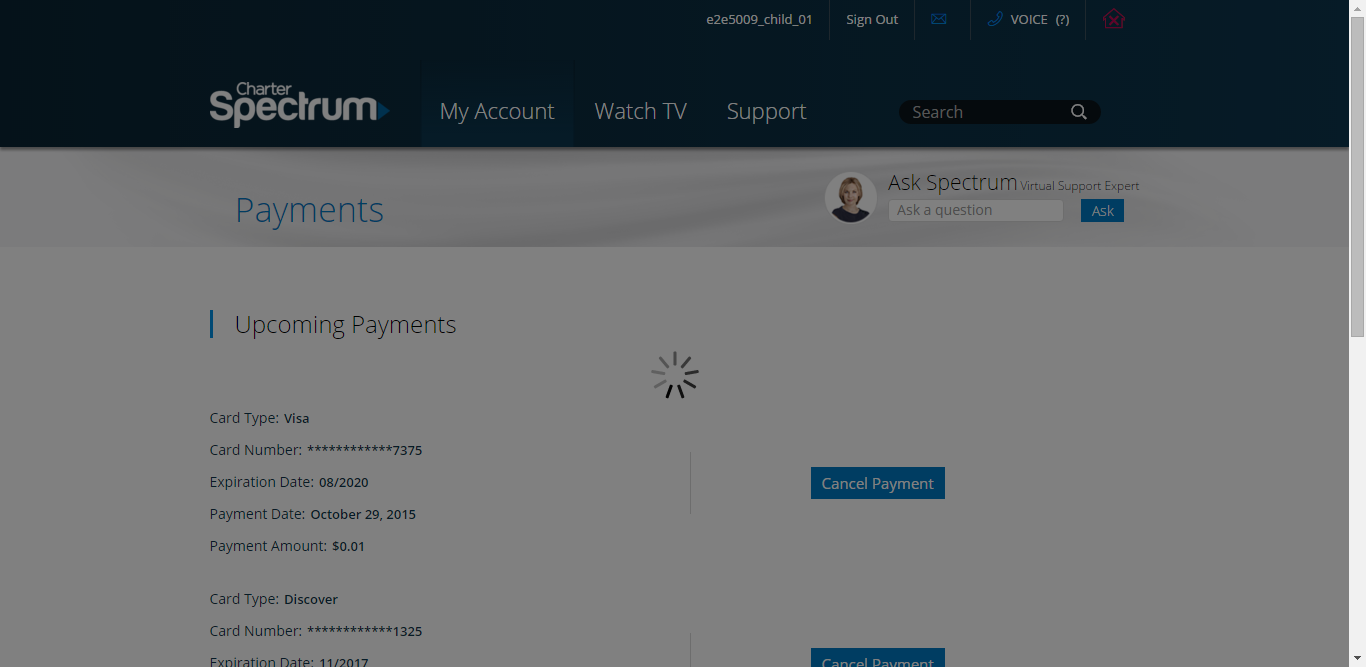 e2e5009_child_01 Sign Out VOICE (?)
Charter
Spectrum
My Account Watch TV Support Search
Payments
Ask Spectrum Virtual Support Expert
Ask a question Ask
Upcoming Payments
Card Type: Visa
Card Number: ************7375
Expiration Date: 08/2020
Cancel Payment
Payment Date: October 29, 2015
Payment Amount: $0.01
Card Type: Discover
Card Number: ************1325
Expiration Date: 11/2017
Cancel Payment